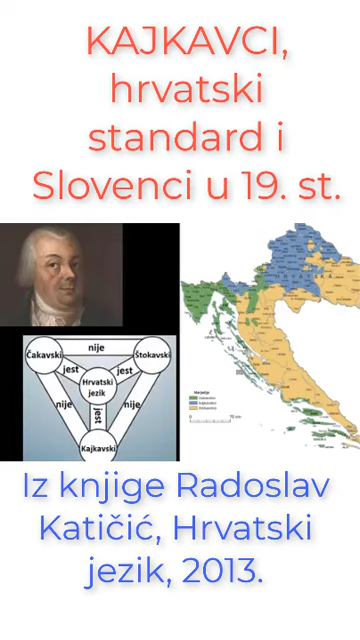 KAJKAVCI,
hrvatski
standard i
Slovenci u 19. st.
nije
Čakavski
Štokavski
jest
jest
Hrvatski
jezik
nije
jest
nije
Kajkavski
Iz knjige Radoslav
Katičić, Hrvatski
jezik, 2013.